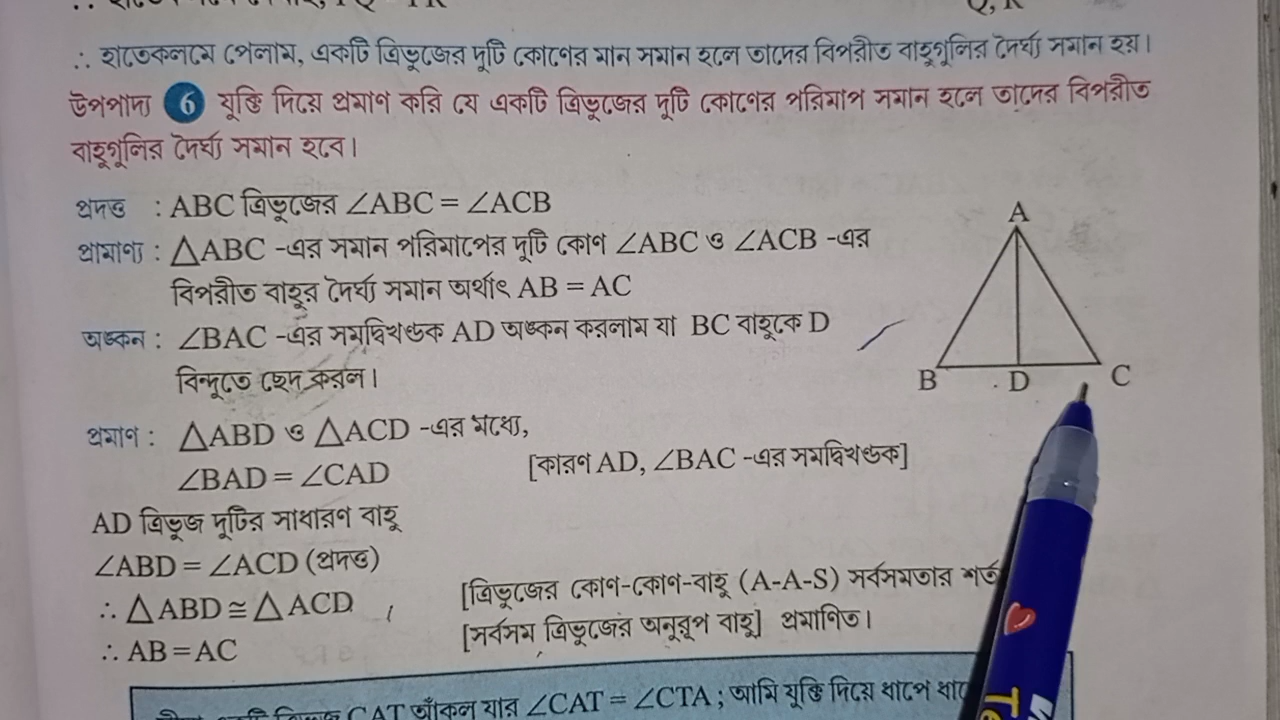 ∴ হাতেকলমে পেলাম, একটি ত্রিভুজের দুটি কোণের মান সমান হলে তাদের বিপরীত বাহুগুলির দৈর্ঘ্য সমান হয়।
উপপাদ্য 6 যুক্তি দিয়ে প্রমাণ করি যে একটি ত্রিভুজের দুটি কোণের পরিমাপ সমান হলে তাদের বিপরীত
বাহুগুলির দৈর্ঘ্য সমান হবে।
প্রদত্ত : ABC ত্রিভুজের ∠ABC = ∠ACB
প্রামাণ্য : △ABC -এর সমান পরিমাপের দুটি কোণ ∠ABC ও ∠ACB -এর
বিপরীত বাহুর দৈর্ঘ্য সমান অর্থাৎ AB = AC
অঙ্কন : ∠BAC -এর সমদ্বিখণ্ডক AD অঙ্কন করলাম যা BC বাহুকে D
বিন্দুতে ছেদ করল।
A
B D C
প্রমাণ : △ABD ও △ACD -এর মধ্যে,
∠BAD = ∠CAD [কারণ AD, ∠BAC -এর সমদ্বিখণ্ডক]
AD ত্রিভুজ দুটির সাধারণ বাহু
∠ABD = ∠ACD (প্রদত্ত)
∴ △ABD ≅ △ACD [ত্রিভুজের কোণ-কোণ-বাহু (A-A-S) সর্বসমতার শর্ত
∴ AB = AC [সর্বসম ত্রিভুজের অনুরূপ বাহু] প্রমাণিত।
ত্রিভুজ CAT আঁকল যার ∠CAT = ∠CTA ; আমি যুক্তি দিয়ে ধাপে